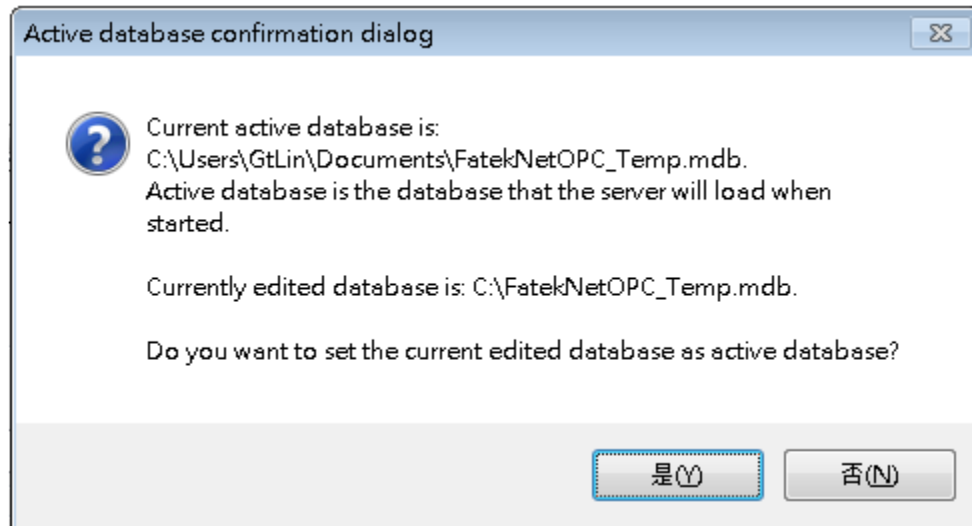 Active database confirmation dialog
Current active database is:
C:\Users\GtLin\Documents\FatekNetOPC_Temp.mdb.
Active database is the database that the server will load when
started.
Currently edited database is: C:\FatekNetOPC_Temp.mdb.
Do you want to set the current edited database as active database?
是(Y) 否(N)